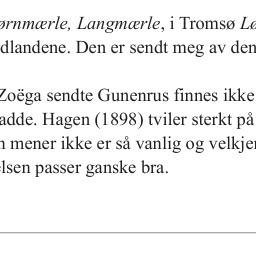 ørnmærle, Langmærle, i Tromsø Lø
dlandene. Den er sendt meg av den
Zoëga sendte Gunenrus finnes ikke
adde. Hagen (1898) tviler sterkt på
n mener ikke er så vanlig og velkjer
lsen passer ganske bra.